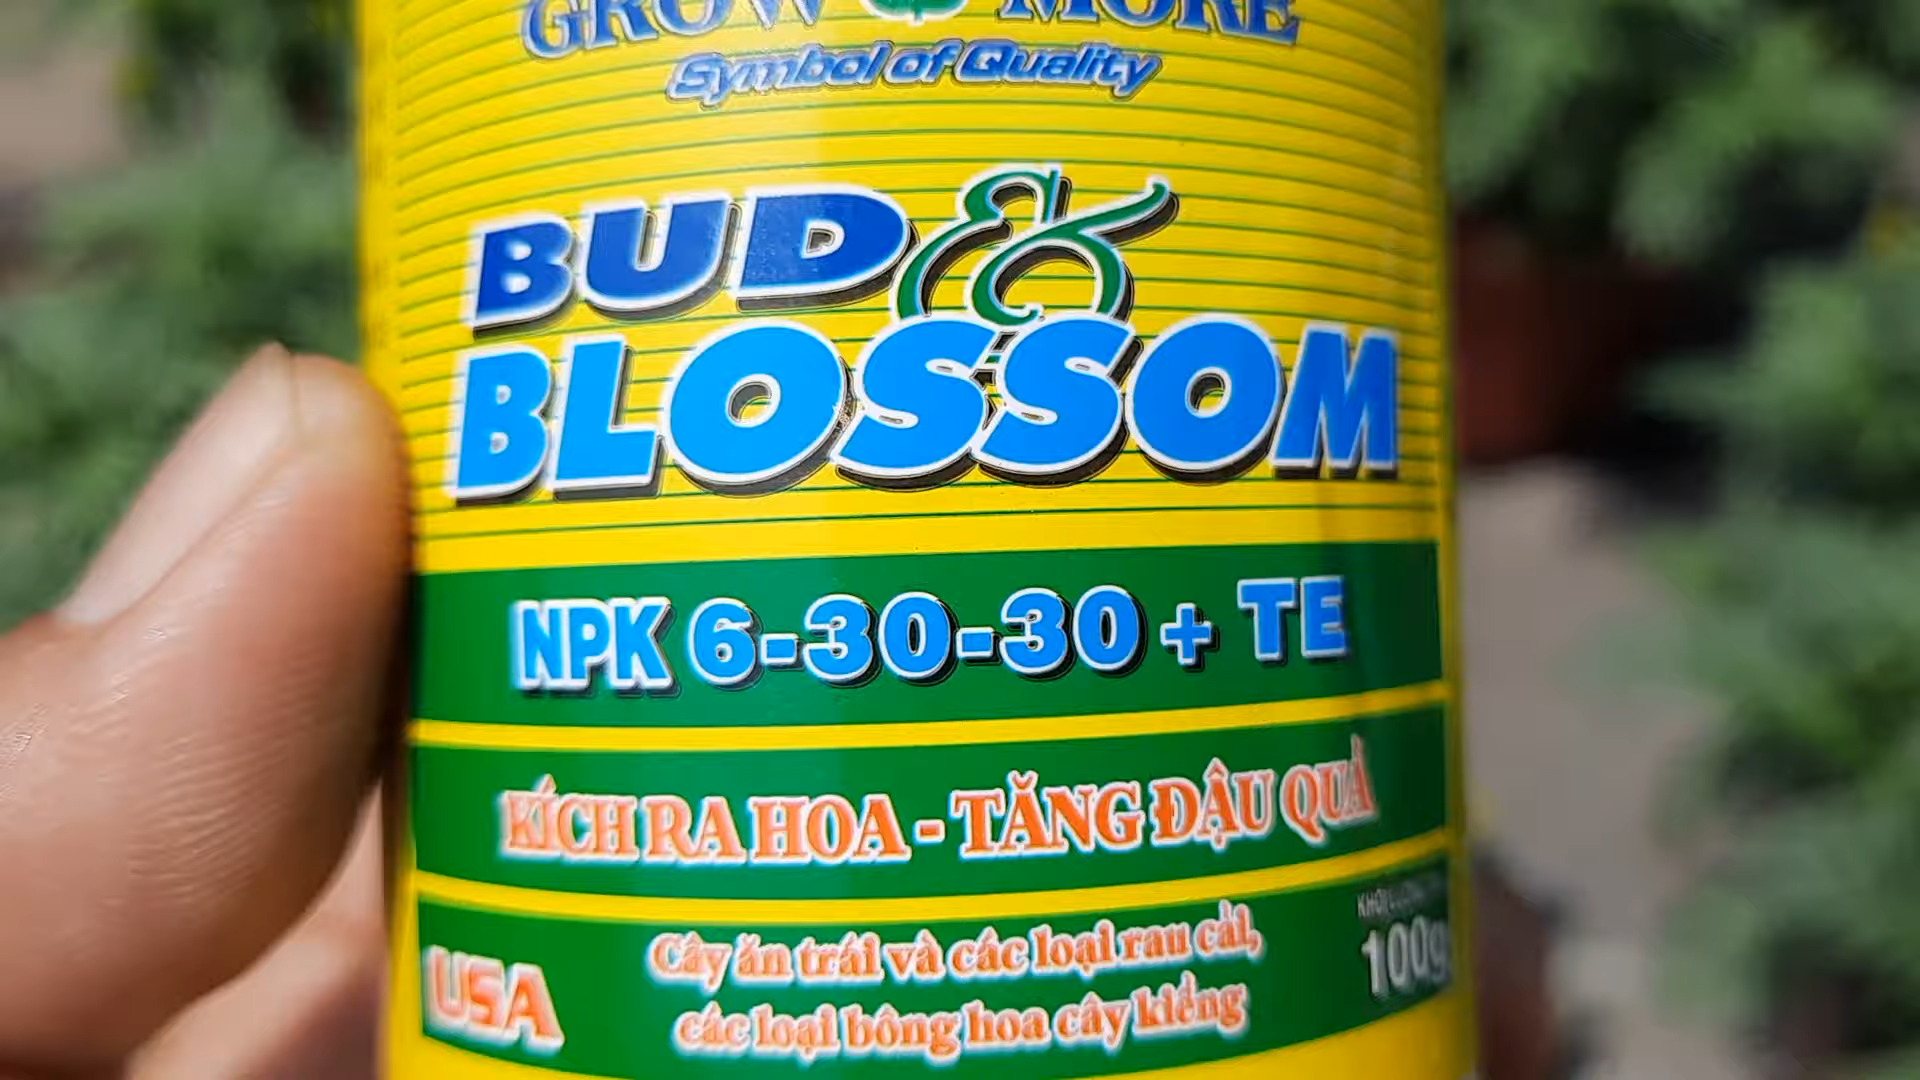 GROW MORE
Symbol of Quality
BUD &
BLOSSOM
NPK 6-30-30 + TE
KÍCH RA HOA - TĂNG ĐẬU QUẢ
USA
Cây ăn trái và các loại rau cải,
các loại bông hoa cây kiểng
100g